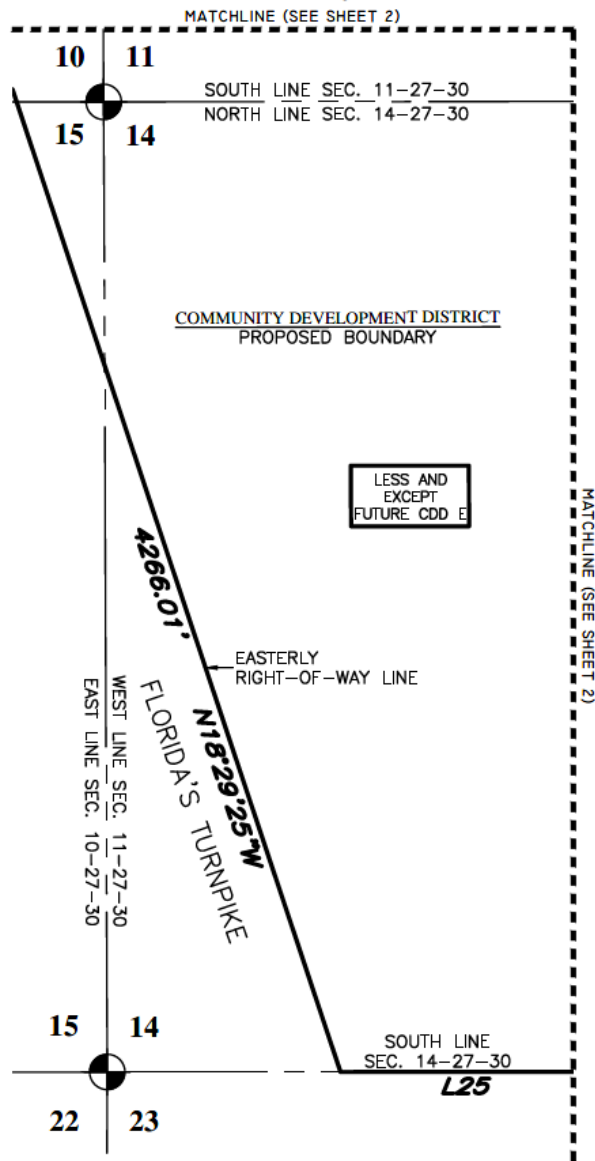 MATCHLINE (SEE SHEET 2)
10
11
SOUTH LINE SEC. 11-27-30
NORTH LINE SEC. 14-27-30
15
14
COMMUNITY DEVELOPMENT DISTRICT
PROPOSED BOUNDARY
LESS AND
EXCEPT
FUTURE CDD E
MATCHLINE (SEE SHEET 2)
4266.01'
EASTERLY
RIGHT-OF-WAY LINE
N18°29'25"W
FLORIDA'S TURNPIKE
WEST LINE SEC. 11-27-30
EAST LINE SEC. 10-27-30
15
14
SOUTH LINE
SEC. 14-27-30
L25
22
23